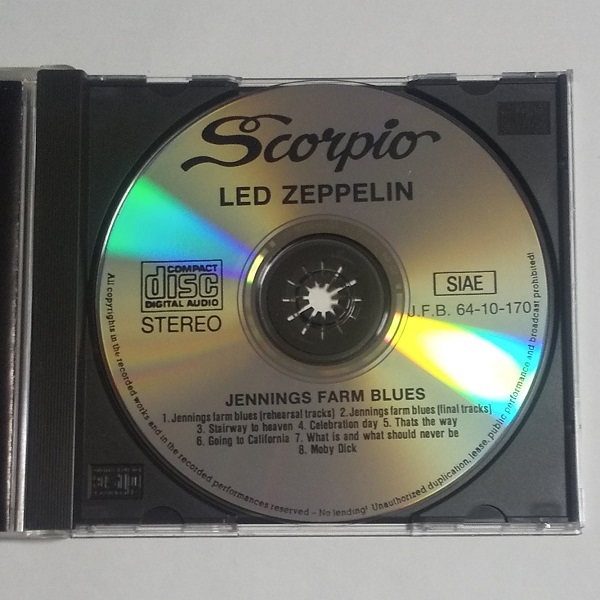 Scorpio
LED ZEPPELIN
COMPACT
disc
DIGITAL AUDIO
STEREO
SIAE
J.F.B. 64-10-170
JENNINGS FARM BLUES
1. Jennings farm blues (rehearsal tracks) 2. Jennings farm blues (final tracks)
3. Stairway to heaven 4. Celebration day 5. Thats the way
6. Going to California 7. What is and what should never be
8. Moby Dick
All copyrights in the recorded works and in the recorded performances reserved – No lending! Unauthorized duplication, lease, public performance and broadcast prohibited!